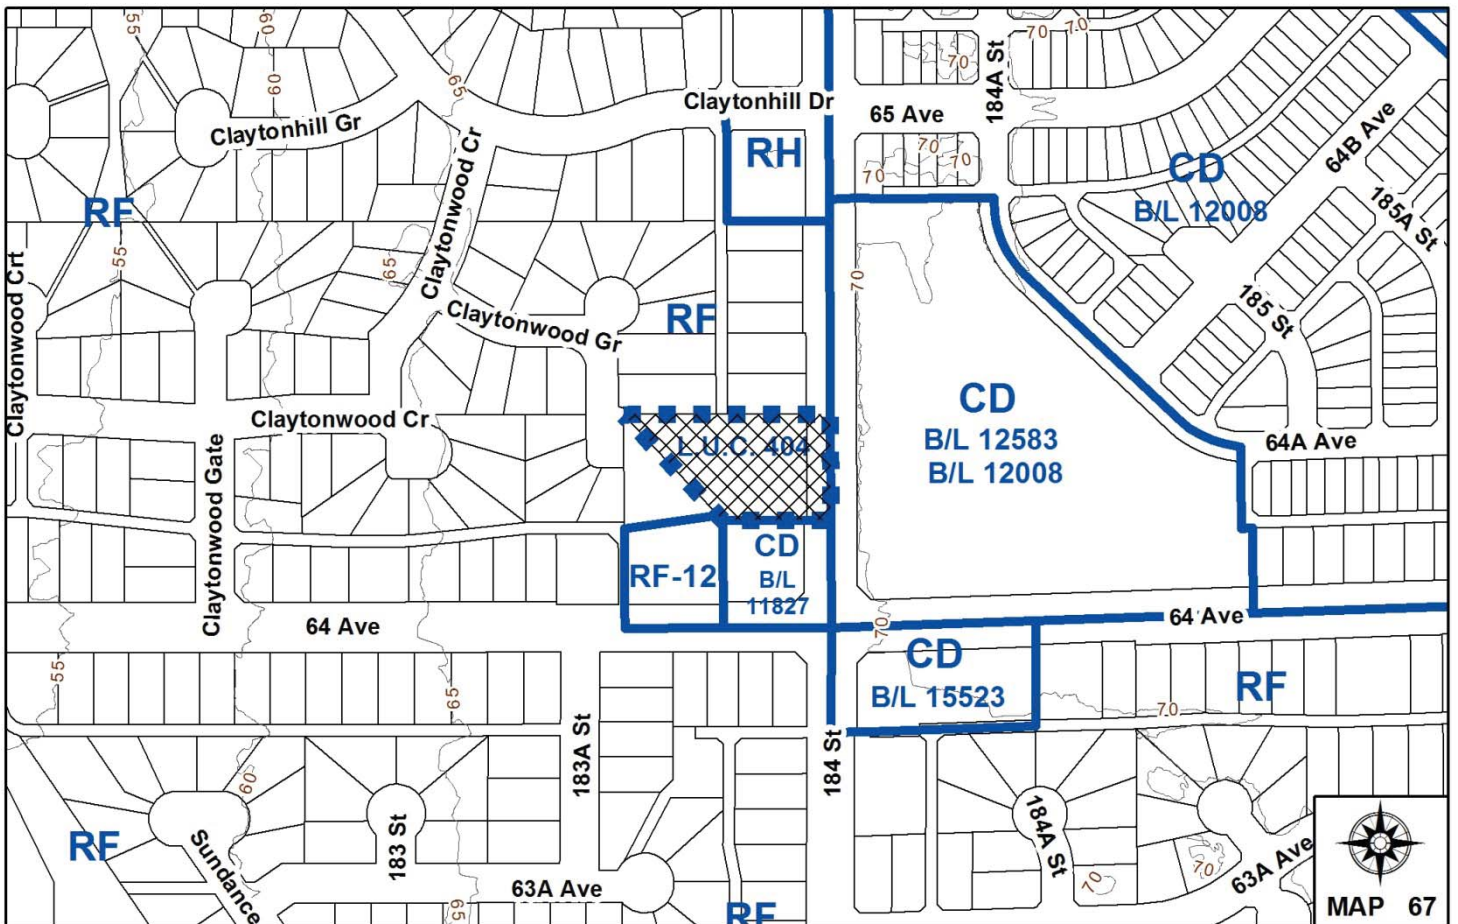 55
60
65
Claytonhill Gr
60
Claytonwood Cr
Claytonhill Dr
RH
65 Ave
184A St
70
70
70
70
70
70
CD
B/L 12008
64B Ave
185A St
185 St
RF
55
65
Claytonwood Crt
Claytonwood Gr
RF
70
CD
B/L 12583
B/L 12008
64A Ave
Claytonwood Cr
L.U.C. 404
Claytonwood Gate
RF-12
CD
B/L
11827
64 Ave
70
64 Ave
CD
B/L 15523
RF
70
55
65
183A St
184 St
60
RF
Sundance
183 St
63A Ave
65
RF
184A St
70
70
63A Ave
MAP 67